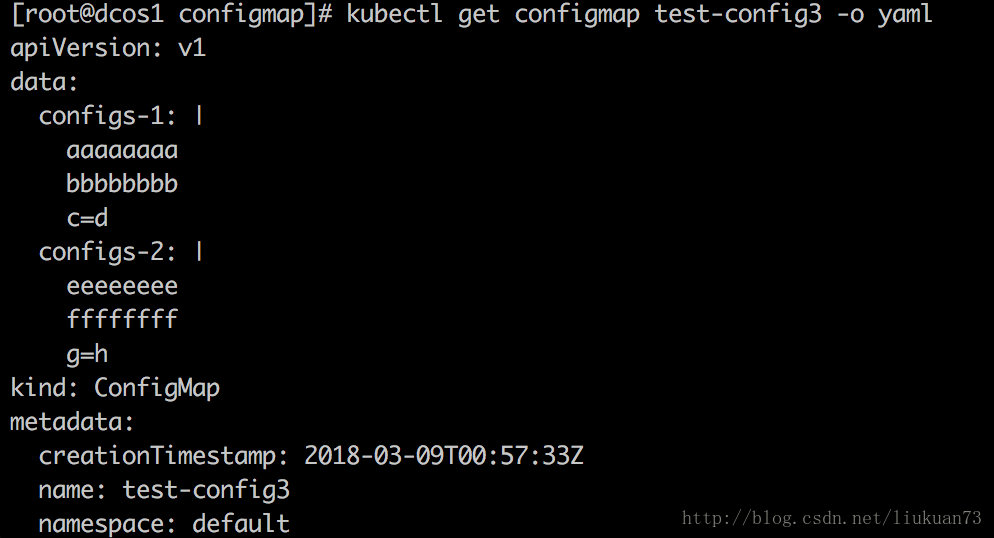 [root@dcos1 configmap]# kubectl get configmap test-config3 -o yaml
apiVersion: v1
data:
  configs-1: |
    aaaaaaaa
    bbbbbbbb
    c=d
  configs-2: |
    eeeeeeee
    ffffffff
    g=h
kind: ConfigMap
metadata:
  creationTimestamp: 2018-03-09T00:57:33Z
  name: test-config3
  namespace: default
http://blog.csdn.net/liukuan73